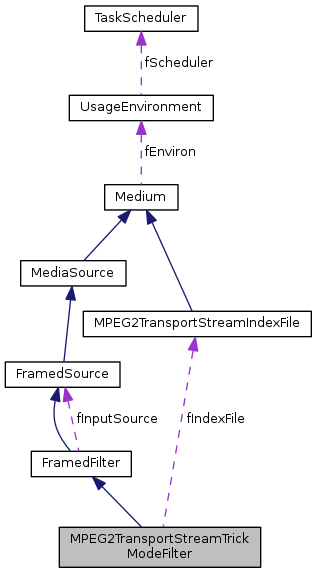 TaskScheduler
fScheduler
UsageEnvironment
fEnviron
Medium
MediaSource
MPEG2TransportStreamIndexFile
FramedSource
fInputSource
fIndexFile
FramedFilter
MPEG2TransportStreamTrick
ModeFilter